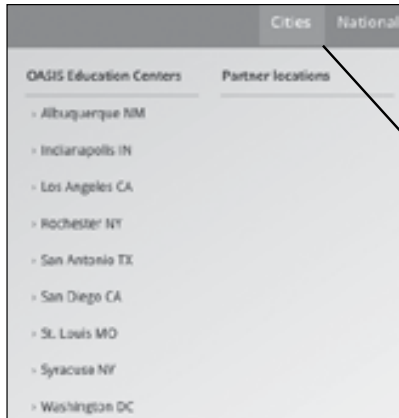 Cities National
OASIS Education Centers Partner locations
› Albuquerque NM
› Indianapolis IN
› Los Angeles CA
› Rochester NY
› San Antonio TX
› San Diego CA
› St. Louis MO
› Syracuse NY
› Washington DC